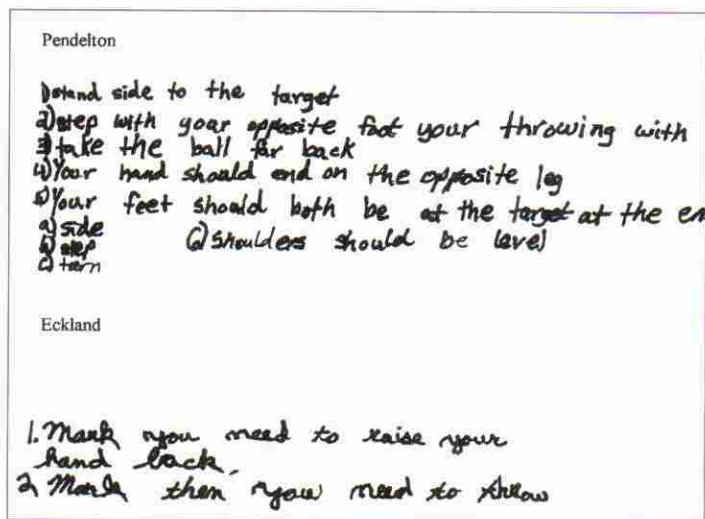 Pendelton
1) stand side to the target
2) step with your opposite foot your throwing with
3) take the ball far back
4) Your hand should end on the opposite leg
5) Your feet should both be at the target at the en
a) side 6) shoulders should be level
b) step
c) turn
Eckland
1. Mark you need to raise your
hand back.
2. Mark then you need to throw